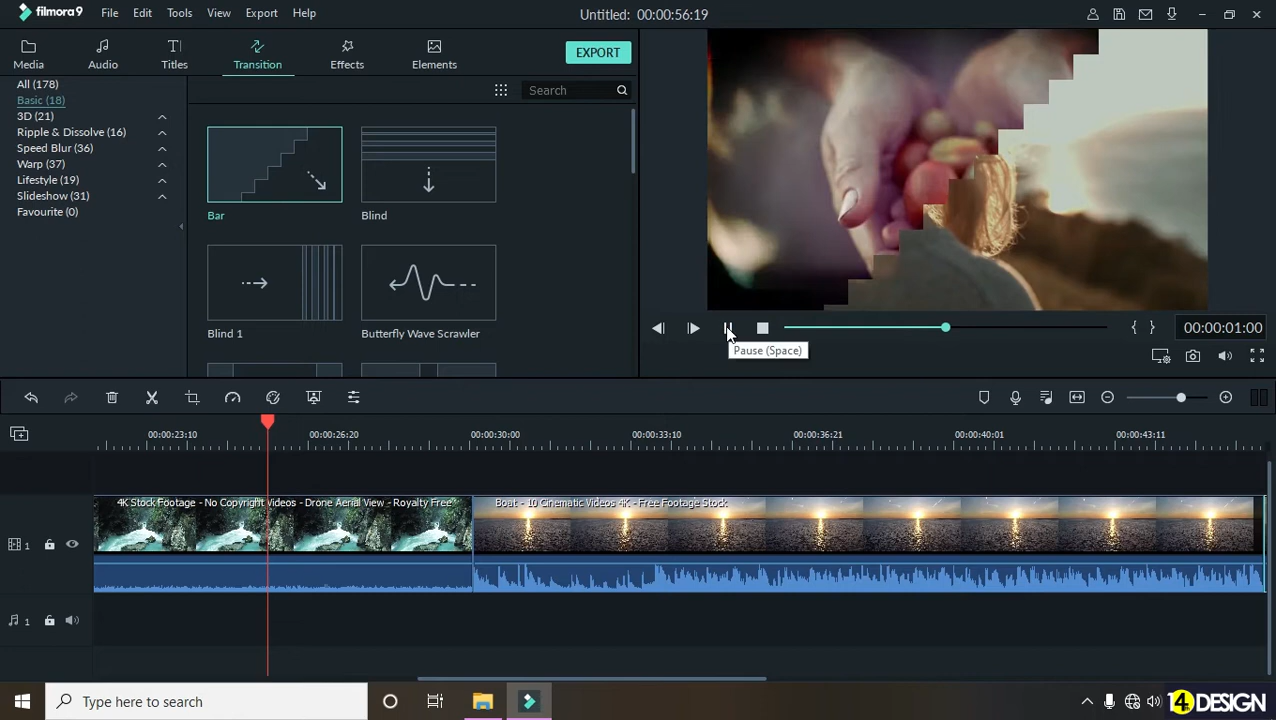 filmora9 File Edit Tools View Export Help Untitled: 00:00:56:19
Media Audio Titles Transition Effects Elements EXPORT
All (178)
Basic (18)
3D (21)
Ripple & Dissolve (16)
Speed Blur (36)
Warp (37)
Lifestyle (19)
Slideshow (31)
Favourite (0)
Search
Bar Blind
Blind 1 Butterfly Wave Scrawler
00:00:01:00
Pause (Space)
00:00:23:10 00:00:26:20 00:00:30:00 00:00:33:10 00:00:36:21 00:00:40:01 00:00:43:11
4K Stock Footage - No Copyright Videos - Drone Aerial View - Royalty Free Boat - 10 Cinematic Videos 4K - Free Footage Stock
1
1
Type here to search
4 DESIGN